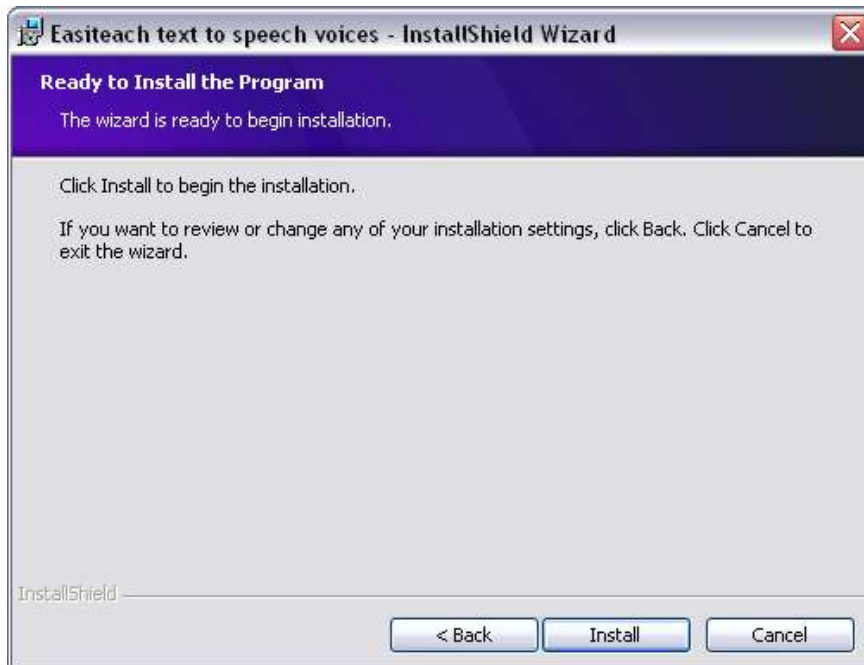 Easiteach text to speech voices - InstallShield Wizard
Ready to Install the Program
The wizard is ready to begin installation.
Click Install to begin the installation.
If you want to review or change any of your installation settings, click Back. Click Cancel to
exit the wizard.
InstallShield
< Back
Install
Cancel